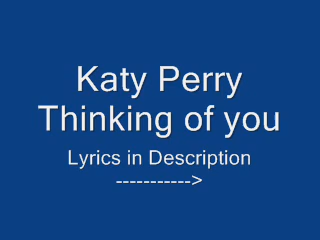 Katy Perry
Thinking of you
Lyrics in Description
----------->